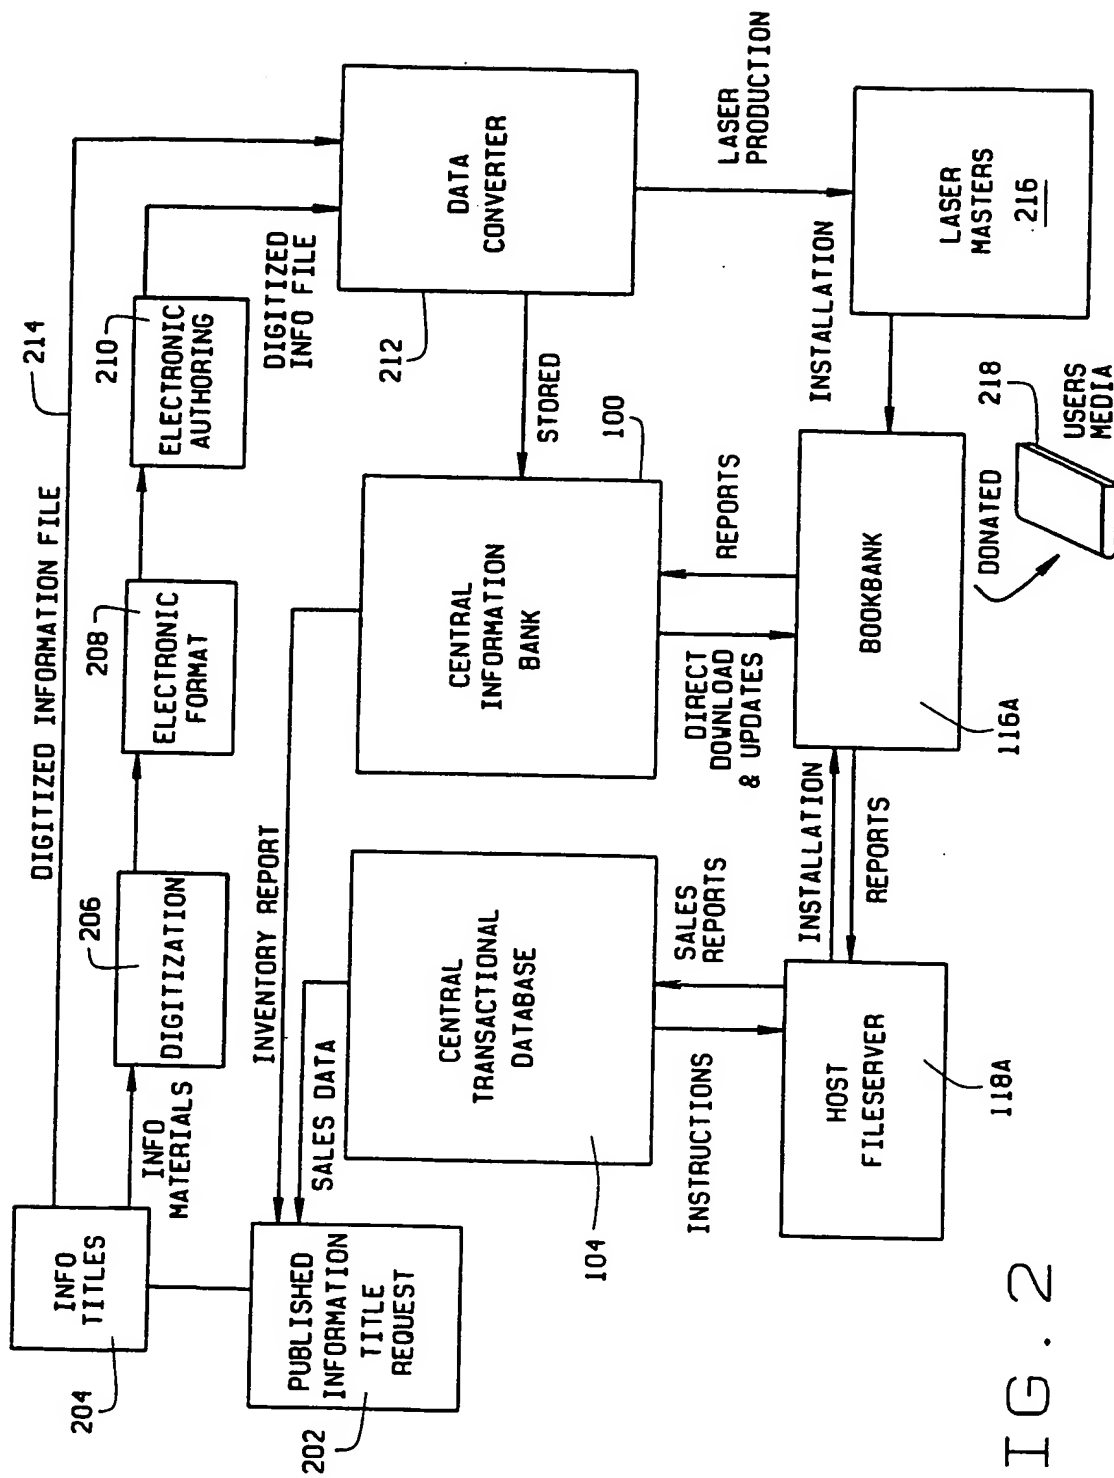 DIGITIZED INFORMATION FILE
214
INFO
TITLES
204
INFO
MATERIALS
206
DIGITIZATION
208
ELECTRONIC
FORMAT
210
ELECTRONIC
AUTHORING
DIGITIZED
INFO FILE
PUBLISHED
INFORMATION
TITLE
REQUEST
202
INVENTORY REPORT
SALES DATA
CENTRAL
TRANSACTIONAL
DATABASE
104
CENTRAL
INFORMATION
BANK
100
STORED
DATA
CONVERTER
212
INSTRUCTIONS
SALES
REPORTS
DIRECT
DOWNLOAD
& UPDATES
REPORTS
LASER
PRODUCTION
HOST
FILESERVER
118A
INSTALLATION
REPORTS
BOOKBANK
116A
INSTALLATION
LASER
MASTERS
216
DONATED
218
USERS
MEDIA
IG. 2